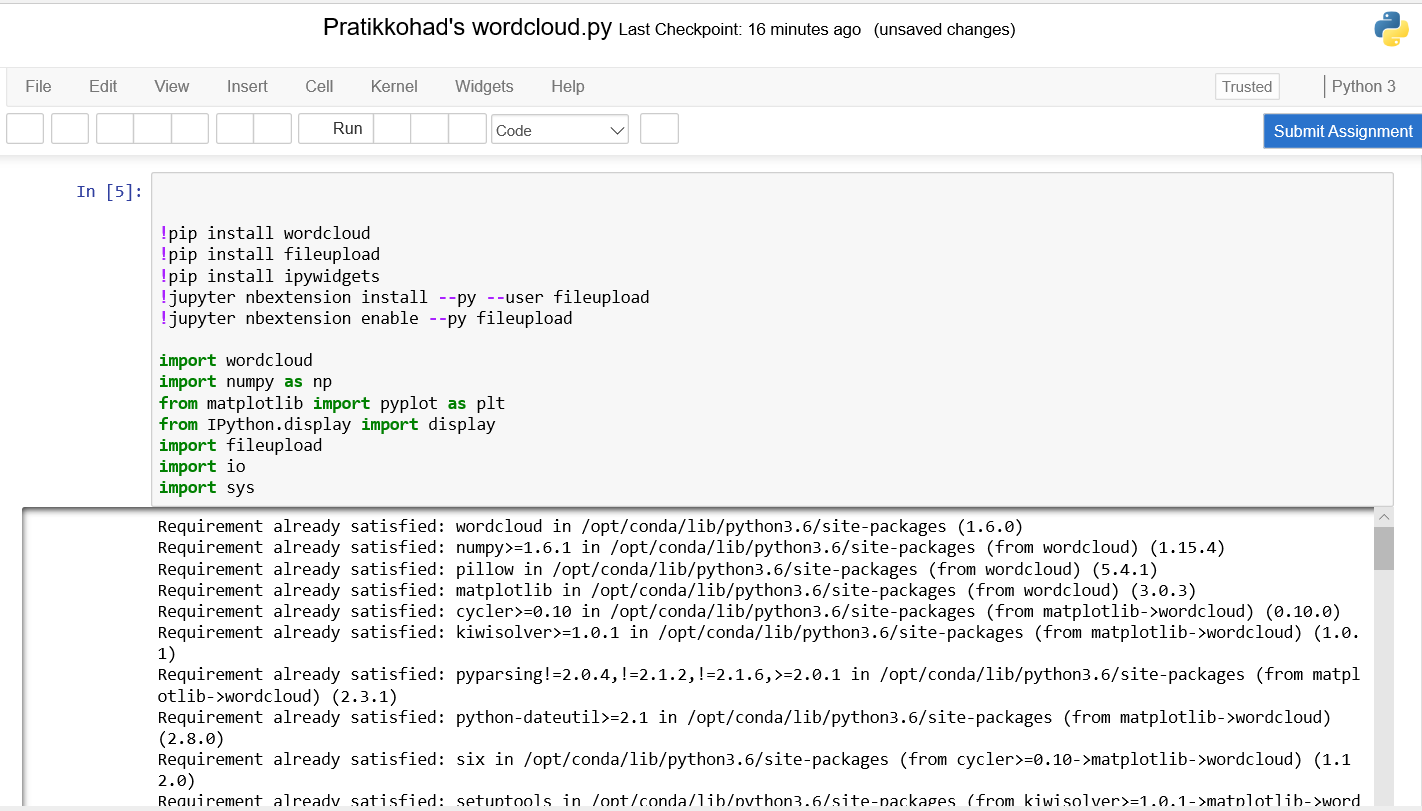 Pratikkohad's wordcloud.py Last Checkpoint: 16 minutes ago (unsaved changes)
File Edit View Insert Cell Kernel Widgets Help Trusted Python 3
Run Code Submit Assignment
In [5]:
!pip install wordcloud
!pip install fileupload
!pip install ipywidgets
!jupyter nbextension install --py --user fileupload
!jupyter nbextension enable --py fileupload
import wordcloud
import numpy as np
from matplotlib import pyplot as plt
from IPython.display import display
import fileupload
import io
import sys
Requirement already satisfied: wordcloud in /opt/conda/lib/python3.6/site-packages (1.6.0)
Requirement already satisfied: numpy>=1.6.1 in /opt/conda/lib/python3.6/site-packages (from wordcloud) (1.15.4)
Requirement already satisfied: pillow in /opt/conda/lib/python3.6/site-packages (from wordcloud) (5.4.1)
Requirement already satisfied: matplotlib in /opt/conda/lib/python3.6/site-packages (from wordcloud) (3.0.3)
Requirement already satisfied: cycler>=0.10 in /opt/conda/lib/python3.6/site-packages (from matplotlib->wordcloud) (0.10.0)
Requirement already satisfied: kiwisolver>=1.0.1 in /opt/conda/lib/python3.6/site-packages (from matplotlib->wordcloud) (1.0.
1)
Requirement already satisfied: pyparsing!=2.0.4,!=2.1.2,!=2.1.6,>=2.0.1 in /opt/conda/lib/python3.6/site-packages (from matpl
otlib->wordcloud) (2.3.1)
Requirement already satisfied: python-dateutil>=2.1 in /opt/conda/lib/python3.6/site-packages (from matplotlib->wordcloud)
(2.8.0)
Requirement already satisfied: six in /opt/conda/lib/python3.6/site-packages (from cycler>=0.10->matplotlib->wordcloud) (1.1
2.0)
Requirement already satisfied: setuptools in /opt/conda/lib/python3.6/site-packages (from kiwisolver>=1.0.1->matplotlib->word